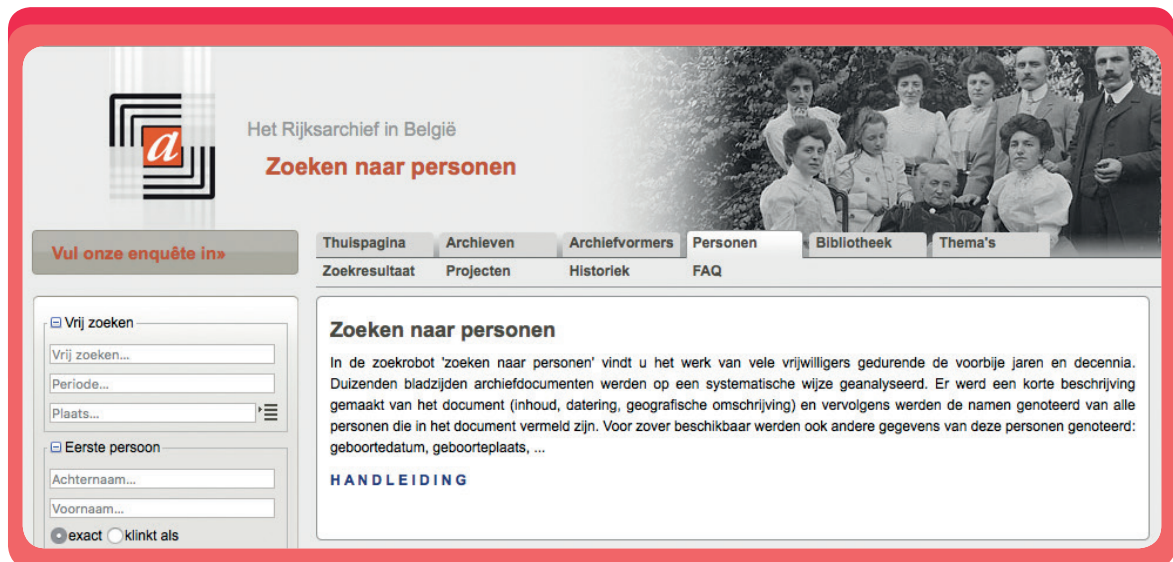 a
Het Rijksarchief in België
Zoeken naar personen
Vul onze enquête in»
Thuispagina Archieven Archiefvormers Personen Bibliotheek Thema's
Zoekresultaat Projecten Historiek FAQ
Vrij zoeken
Vrij zoeken...
Periode...
Plaats...
Eerste persoon
Achternaam...
Voornaam...
exact klinkt als
Zoeken naar personen
In de zoekrobot 'zoeken naar personen' vindt u het werk van vele vrijwilligers gedurende de voorbije jaren en decennia.
Duizenden bladzijden archiefdocumenten werden op een systematische wijze geanalyseerd. Er werd een korte beschrijving
gemaakt van het document (inhoud, datering, geografische omschrijving) en vervolgens werden de namen genoteerd van alle
personen die in het document vermeld zijn. Voor zover beschikbaar werden ook andere gegevens van deze personen genoteerd:
geboortedatum, geboorteplaats, ...
HANDLEIDING